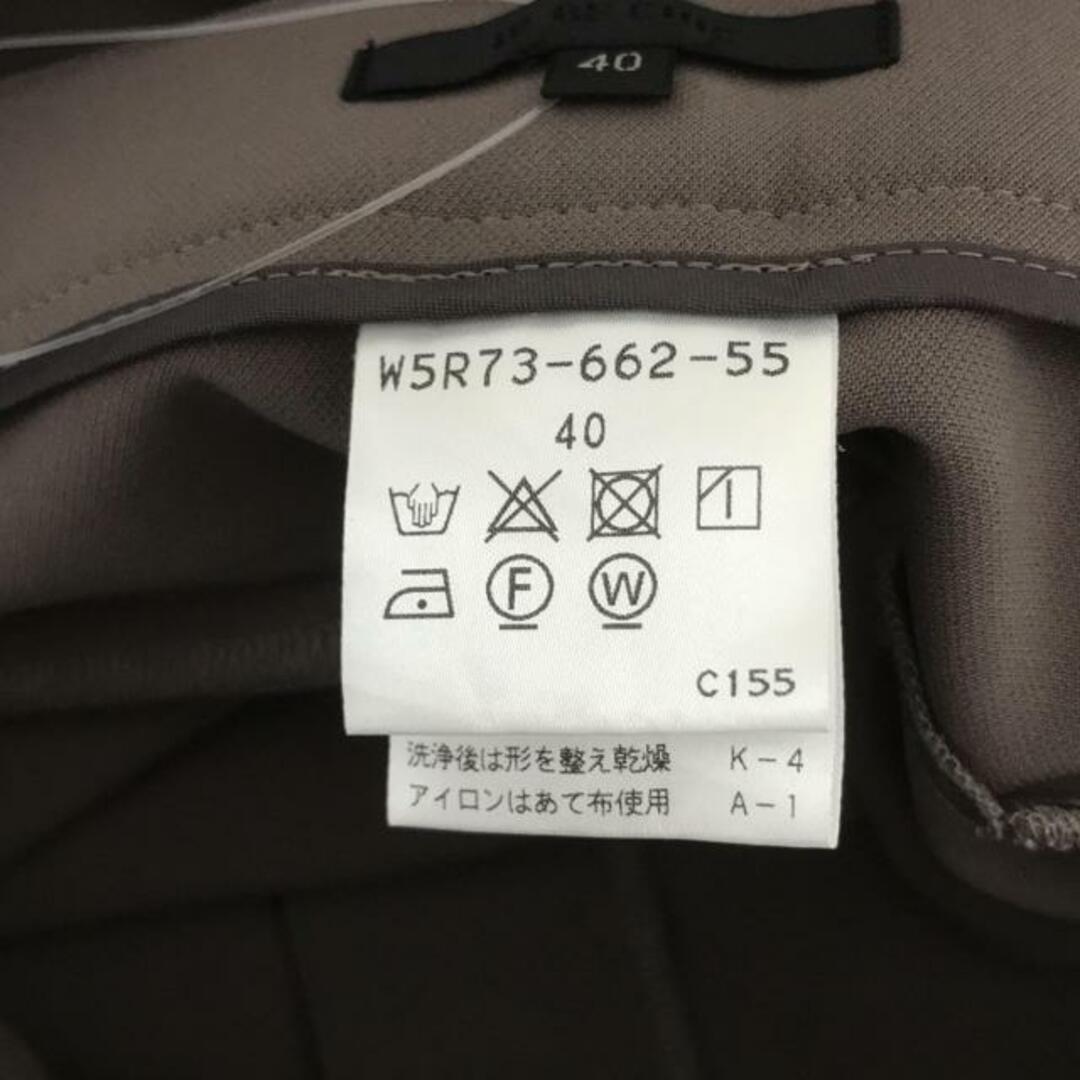 40
W5R73-662-55
40
F W
C155
洗浄後は形を整え乾燥 K-4
アイロンはあて布使用 A-1